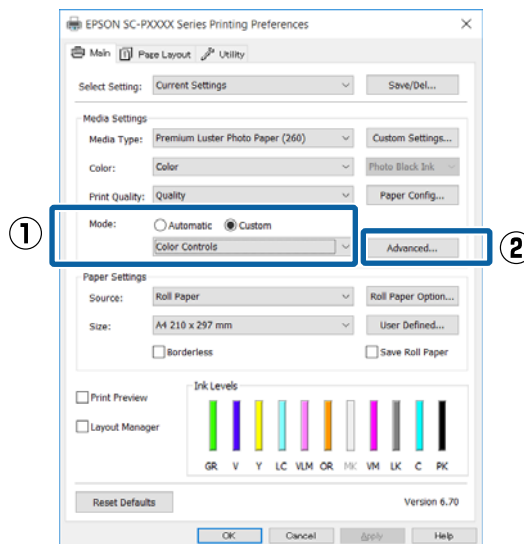 EPSON SC-PXXXX Series Printing Preferences
Main Page Layout Utility
Select Setting: Current Settings Save/Del...
Media Settings
Media Type: Premium Luster Photo Paper (260) Custom Settings...
Color: Color Photo Black Ink
Print Quality: Quality Paper Config...
① Mode: Automatic Custom
Color Controls Advanced... ②
Paper Settings
Source: Roll Paper Roll Paper Option...
Size: A4 210 x 297 mm User Defined...
Borderless Save Roll Paper
Ink Levels
Print Preview
Layout Manager
GR V Y LC VLM OR MK VM LK C PK
Reset Defaults Version 6.70
OK Cancel Apply Help